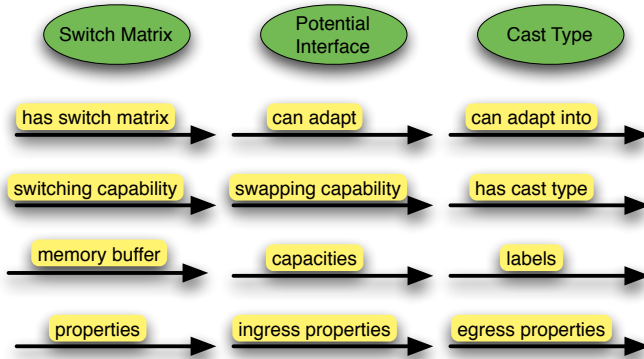 Switch Matrix
Potential
Interface
Cast Type
has switch matrix
can adapt
can adapt into
switching capability
swapping capability
has cast type
memory buffer
capacities
labels
properties
ingress properties
egress properties